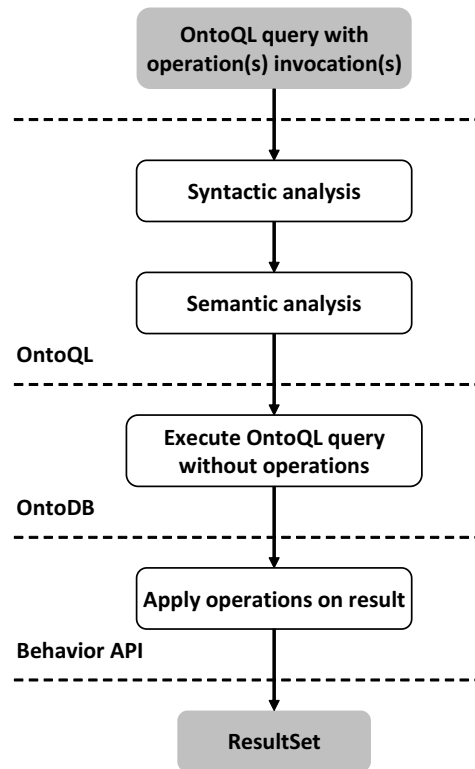 OntoQL query with
operation(s) invocation(s)
Syntactic analysis
Semantic analysis
OntoQL
Execute OntoQL query
without operations
OntoDB
Apply operations on result
Behavior API
ResultSet